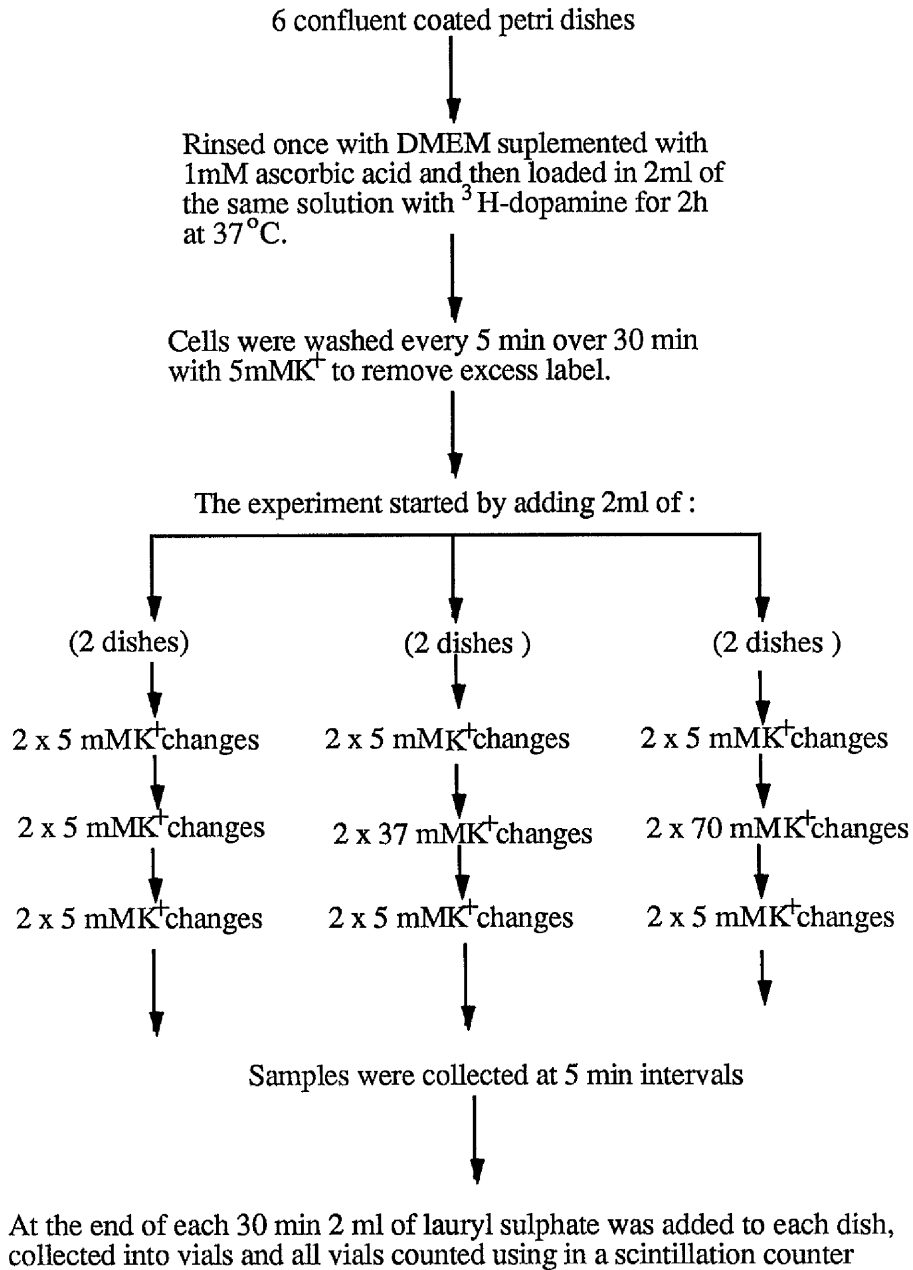 6 confluent coated petri dishes
Rinsed once with DMEM suplemented with
1mM ascorbic acid and then loaded in 2ml of
the same solution with ³H-dopamine for 2h
at 37°C.
Cells were washed every 5 min over 30 min
with 5mMK⁺ to remove excess label.
The experiment started by adding 2ml of :
(2 dishes) (2 dishes ) (2 dishes )
2 x 5 mMK⁺changes 2 x 5 mMK⁺changes 2 x 5 mMK⁺changes
2 x 5 mMK⁺changes 2 x 37 mMK⁺changes 2 x 70 mMK⁺changes
2 x 5 mMK⁺changes 2 x 5 mMK⁺changes 2 x 5 mMK⁺changes
Samples were collected at 5 min intervals
At the end of each 30 min 2 ml of lauryl sulphate was added to each dish,
collected into vials and all vials counted using in a scintillation counter